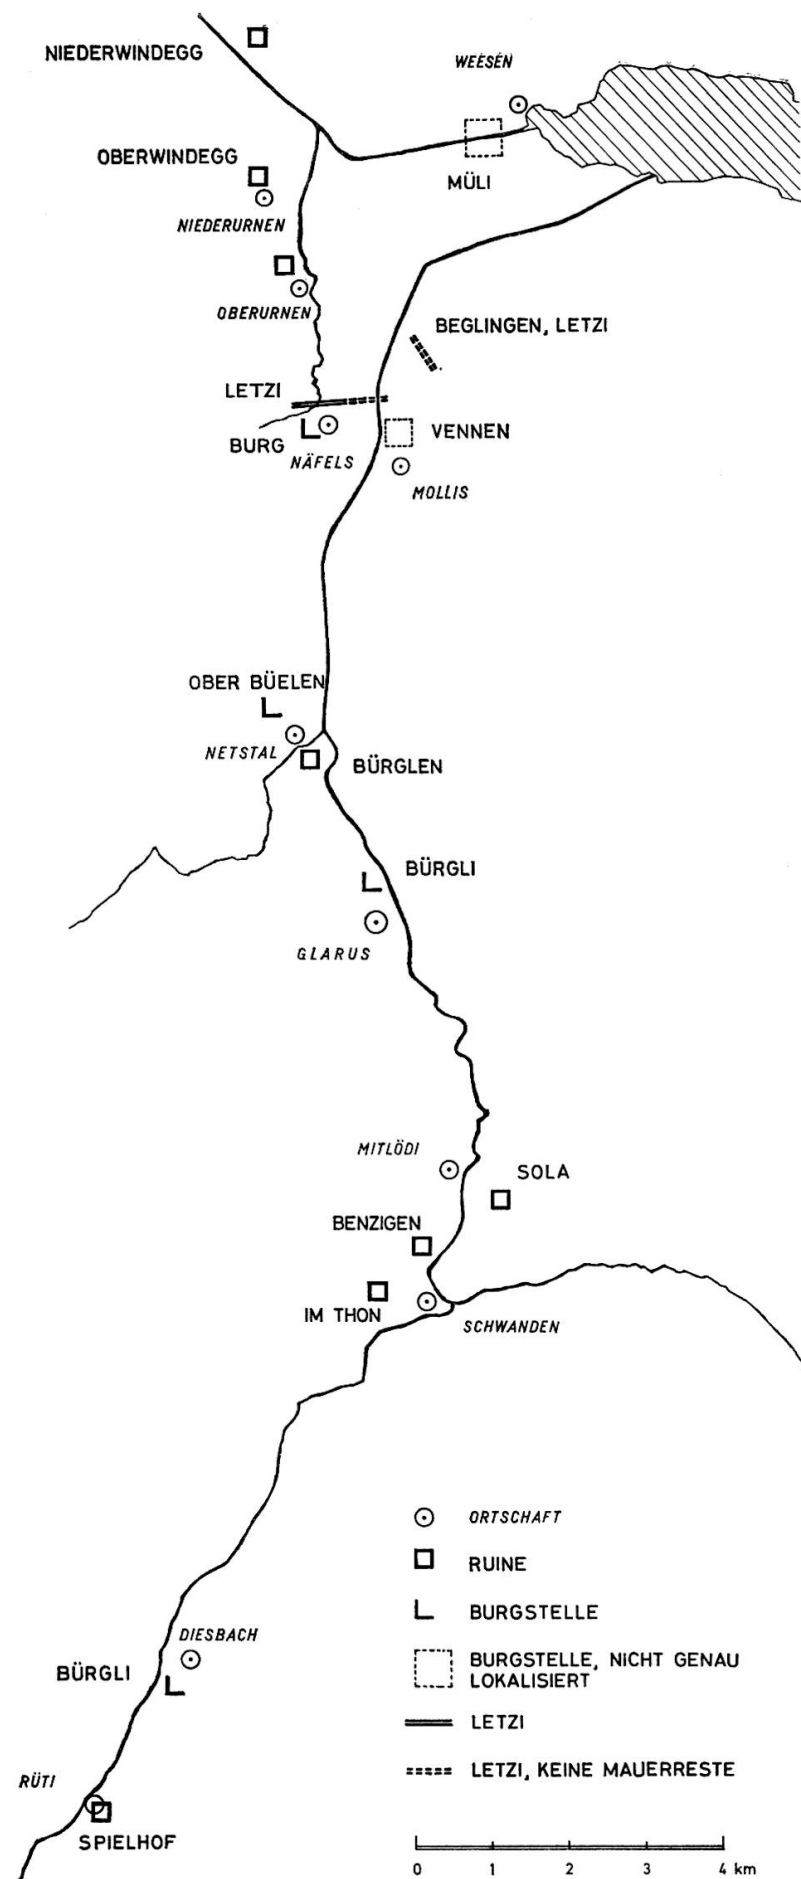 NIEDERWINDEGG
WEESEN
OBERWINDEGG
MÜLI
NIEDERURNEN
OBERURNEN
BEGLINGEN, LETZI
LETZI
BURG
VENNEN
NÄFELS
MOLLIS
OBER BÜELEN
NETSTAL
BÜRGLEN
BÜRGLI
GLARUS
MITLÖDI
SOLA
BENZIGEN
IM THON
SCHWANDEN
ORTSCHAFT
RUINE
BURGSTELLE
DIESBACH
BÜRGLI
BURGSTELLE, NICHT GENAU
LOKALISIERT
LETZI
RÜTI
LETZI, KEINE MAUERRESTE
SPIELHOF
0 1 2 3 4 km